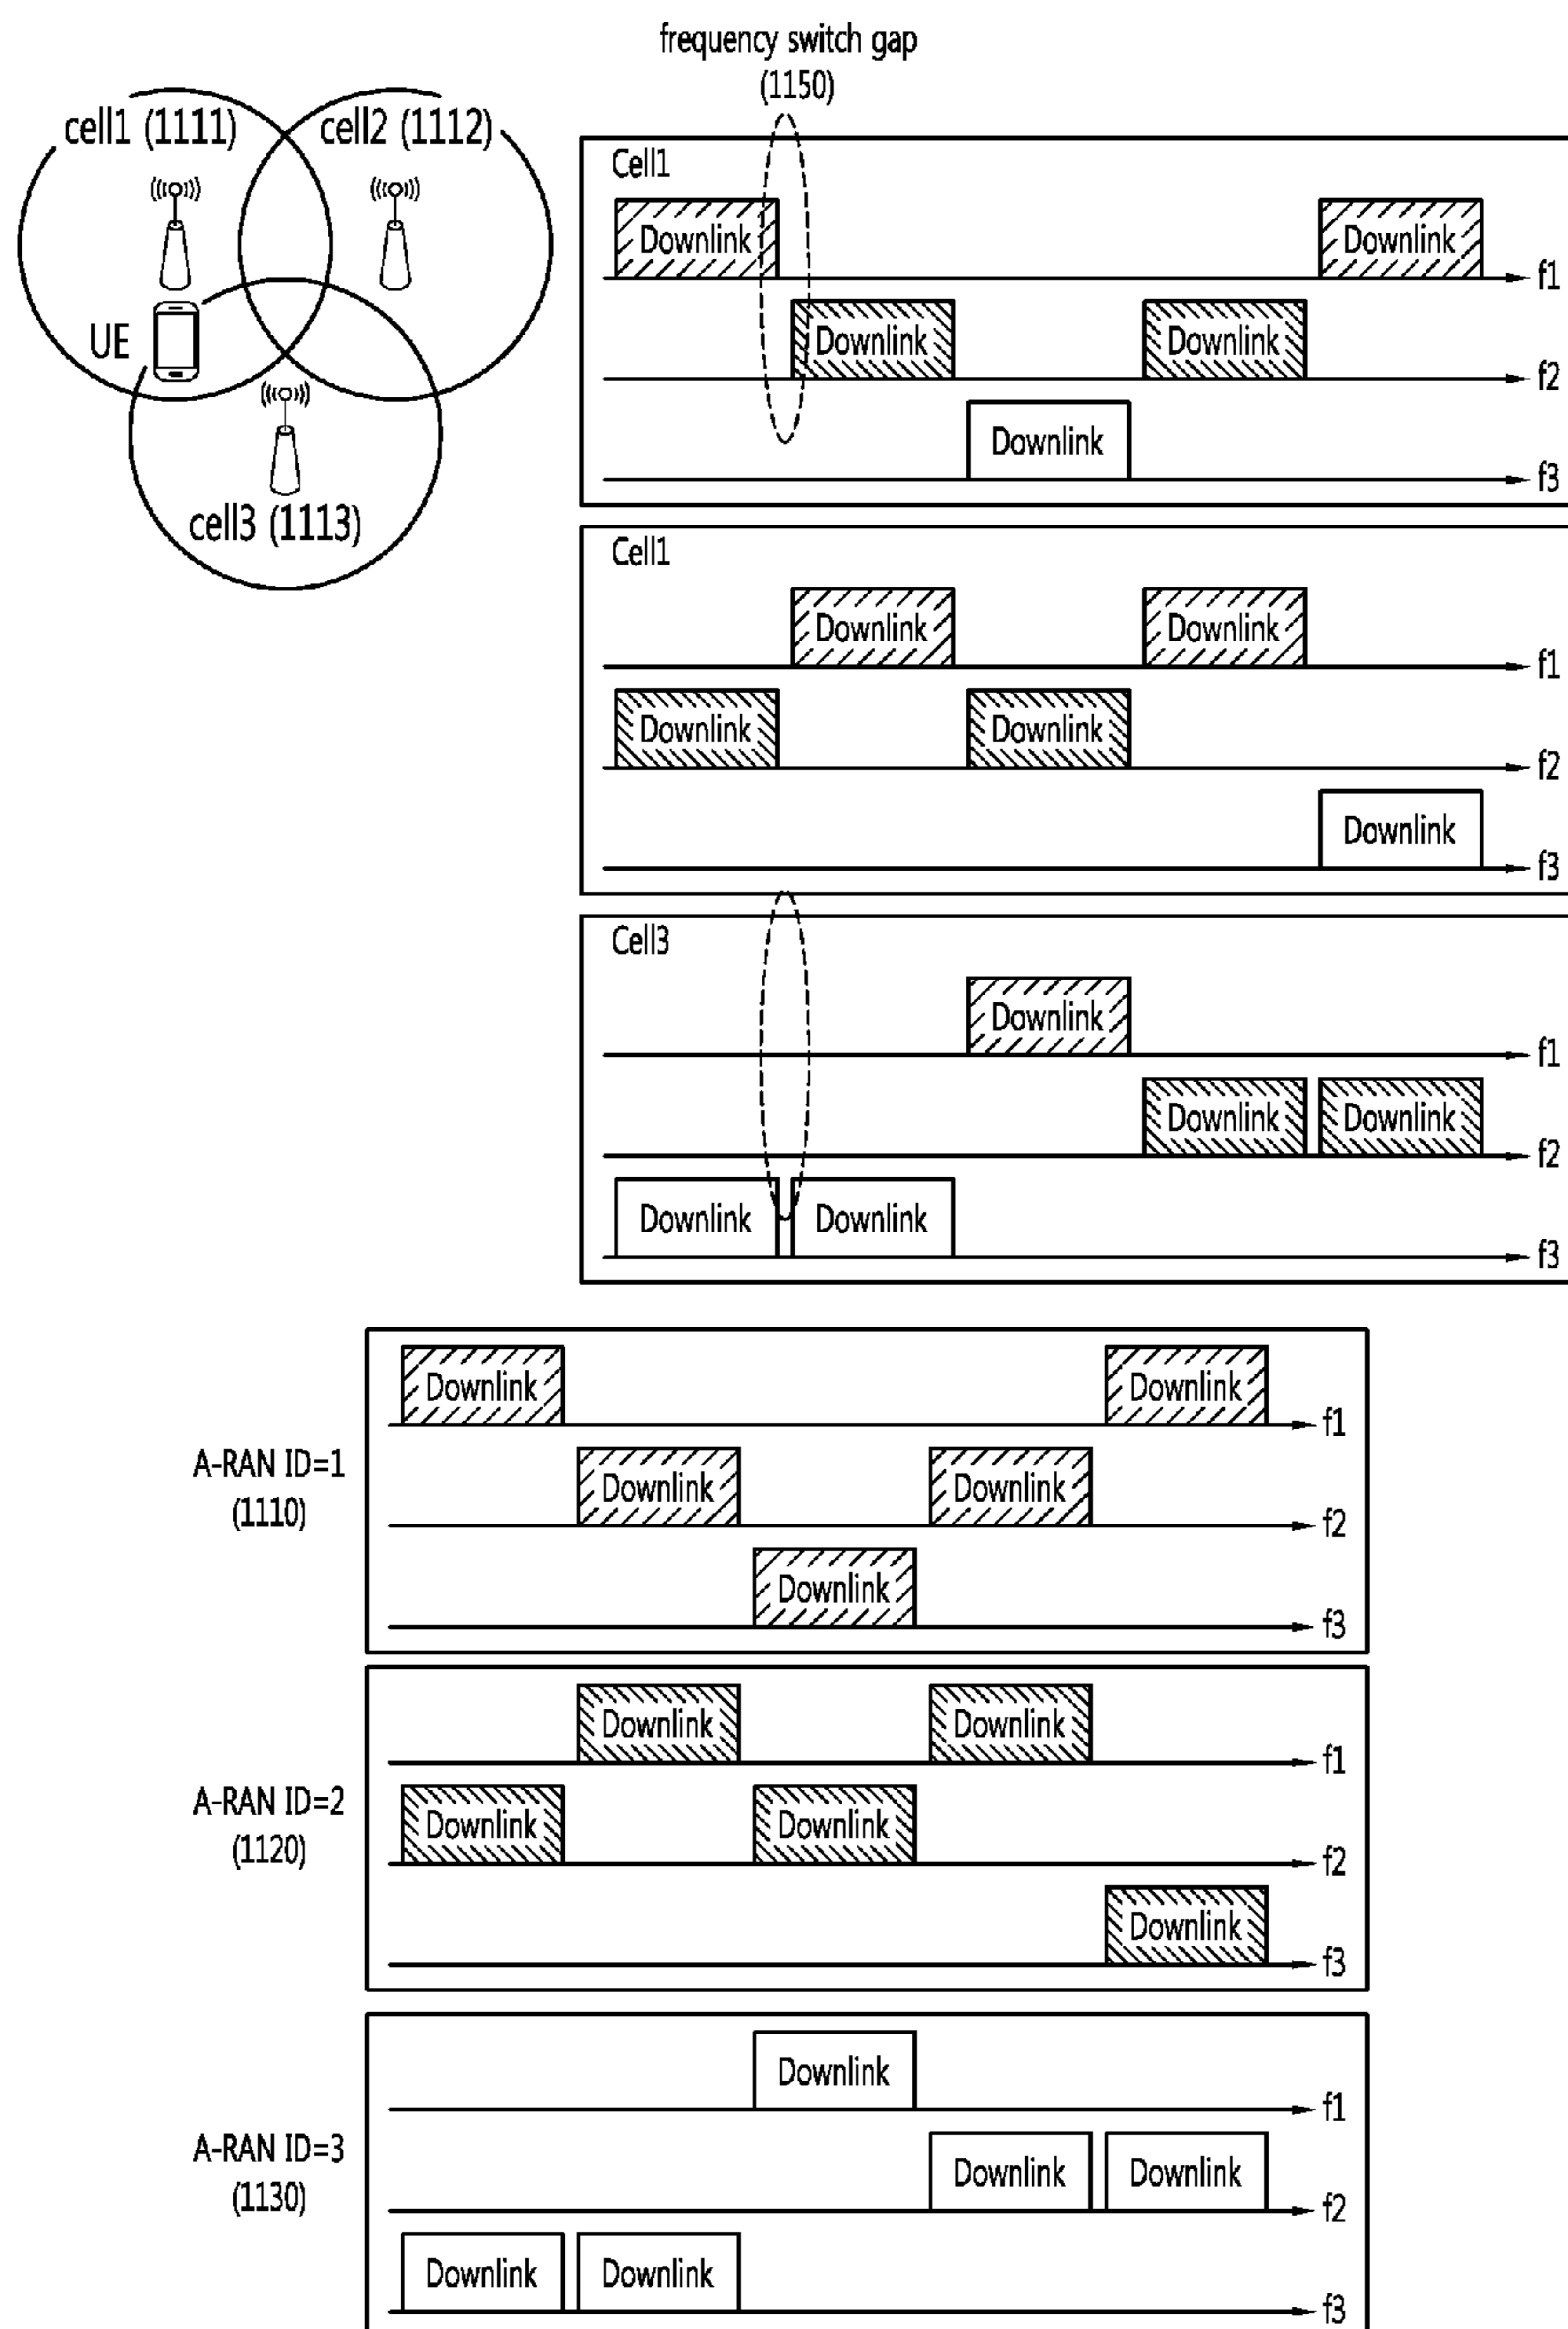 frequency switch gap
(1150)
cell1 (1111)
cell2 (1112)
UE
cell3 (1113)
Cell1
Downlink
Downlink
f1
Downlink
Downlink
f2
Downlink
f3
Cell1
Downlink
Downlink
f1
Downlink
Downlink
f2
Downlink
f3
Cell3
Downlink
f1
Downlink
Downlink
f2
Downlink
Downlink
f3
A-RAN ID=1
(1110)
Downlink
Downlink
f1
Downlink
Downlink
f2
Downlink
f3
A-RAN ID=2
(1120)
Downlink
Downlink
f1
Downlink
Downlink
f2
Downlink
f3
A-RAN ID=3
(1130)
Downlink
f1
Downlink
Downlink
f2
Downlink
Downlink
f3